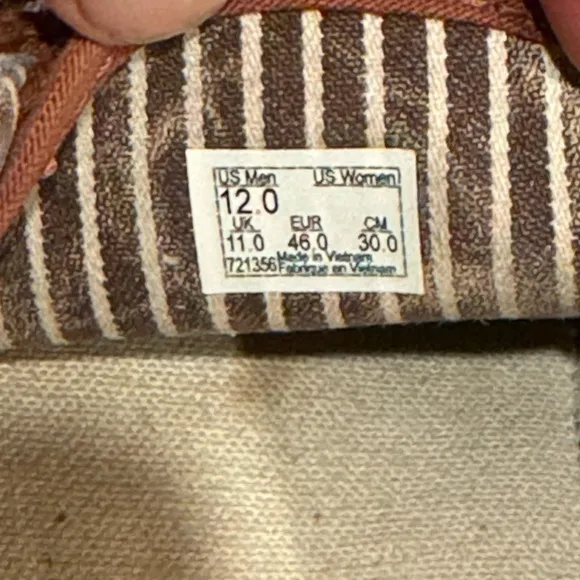 US Men US Women
12.0
UK EUR CM
11.0 46.0 30.0
721356 Made in Vietnam
Fabrique en Vietnam